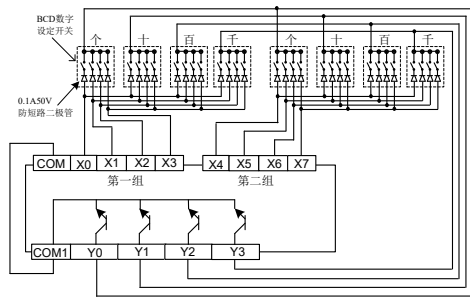 BCD数字
设定开关
个 十 百 千 个 十 百 千
0.1A50V
防短路二极管
COM X0 X1 X2 X3 X4 X5 X6 X7
第一组 第二组
COM1 Y0 Y1 Y2 Y3